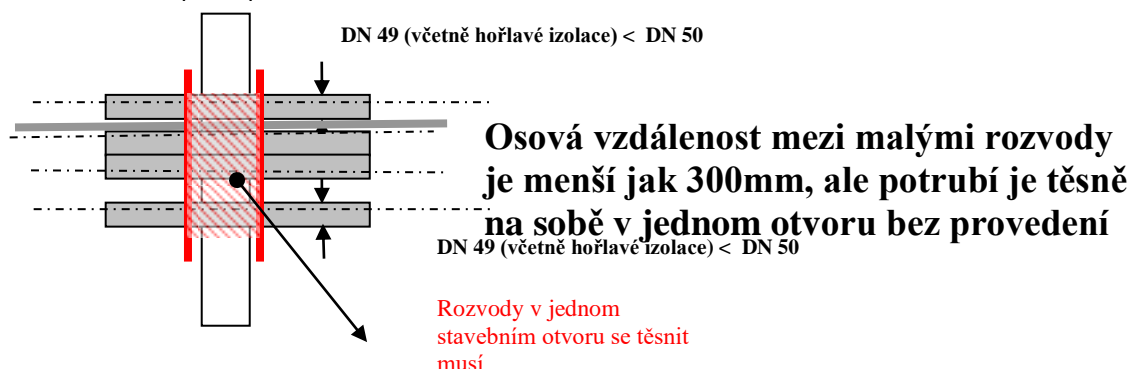 DN 49 (včetně hořlavé izolace) < DN 50
Osová vzdálenost mezi malými rozvody
je menší jak 300mm, ale potrubí je těsně
na sobě v jednom otvoru bez provedení
DN 49 (včetně hořlavé izolace) < DN 50
Rozvody v jednom
stavebním otvoru se těsnit
musí